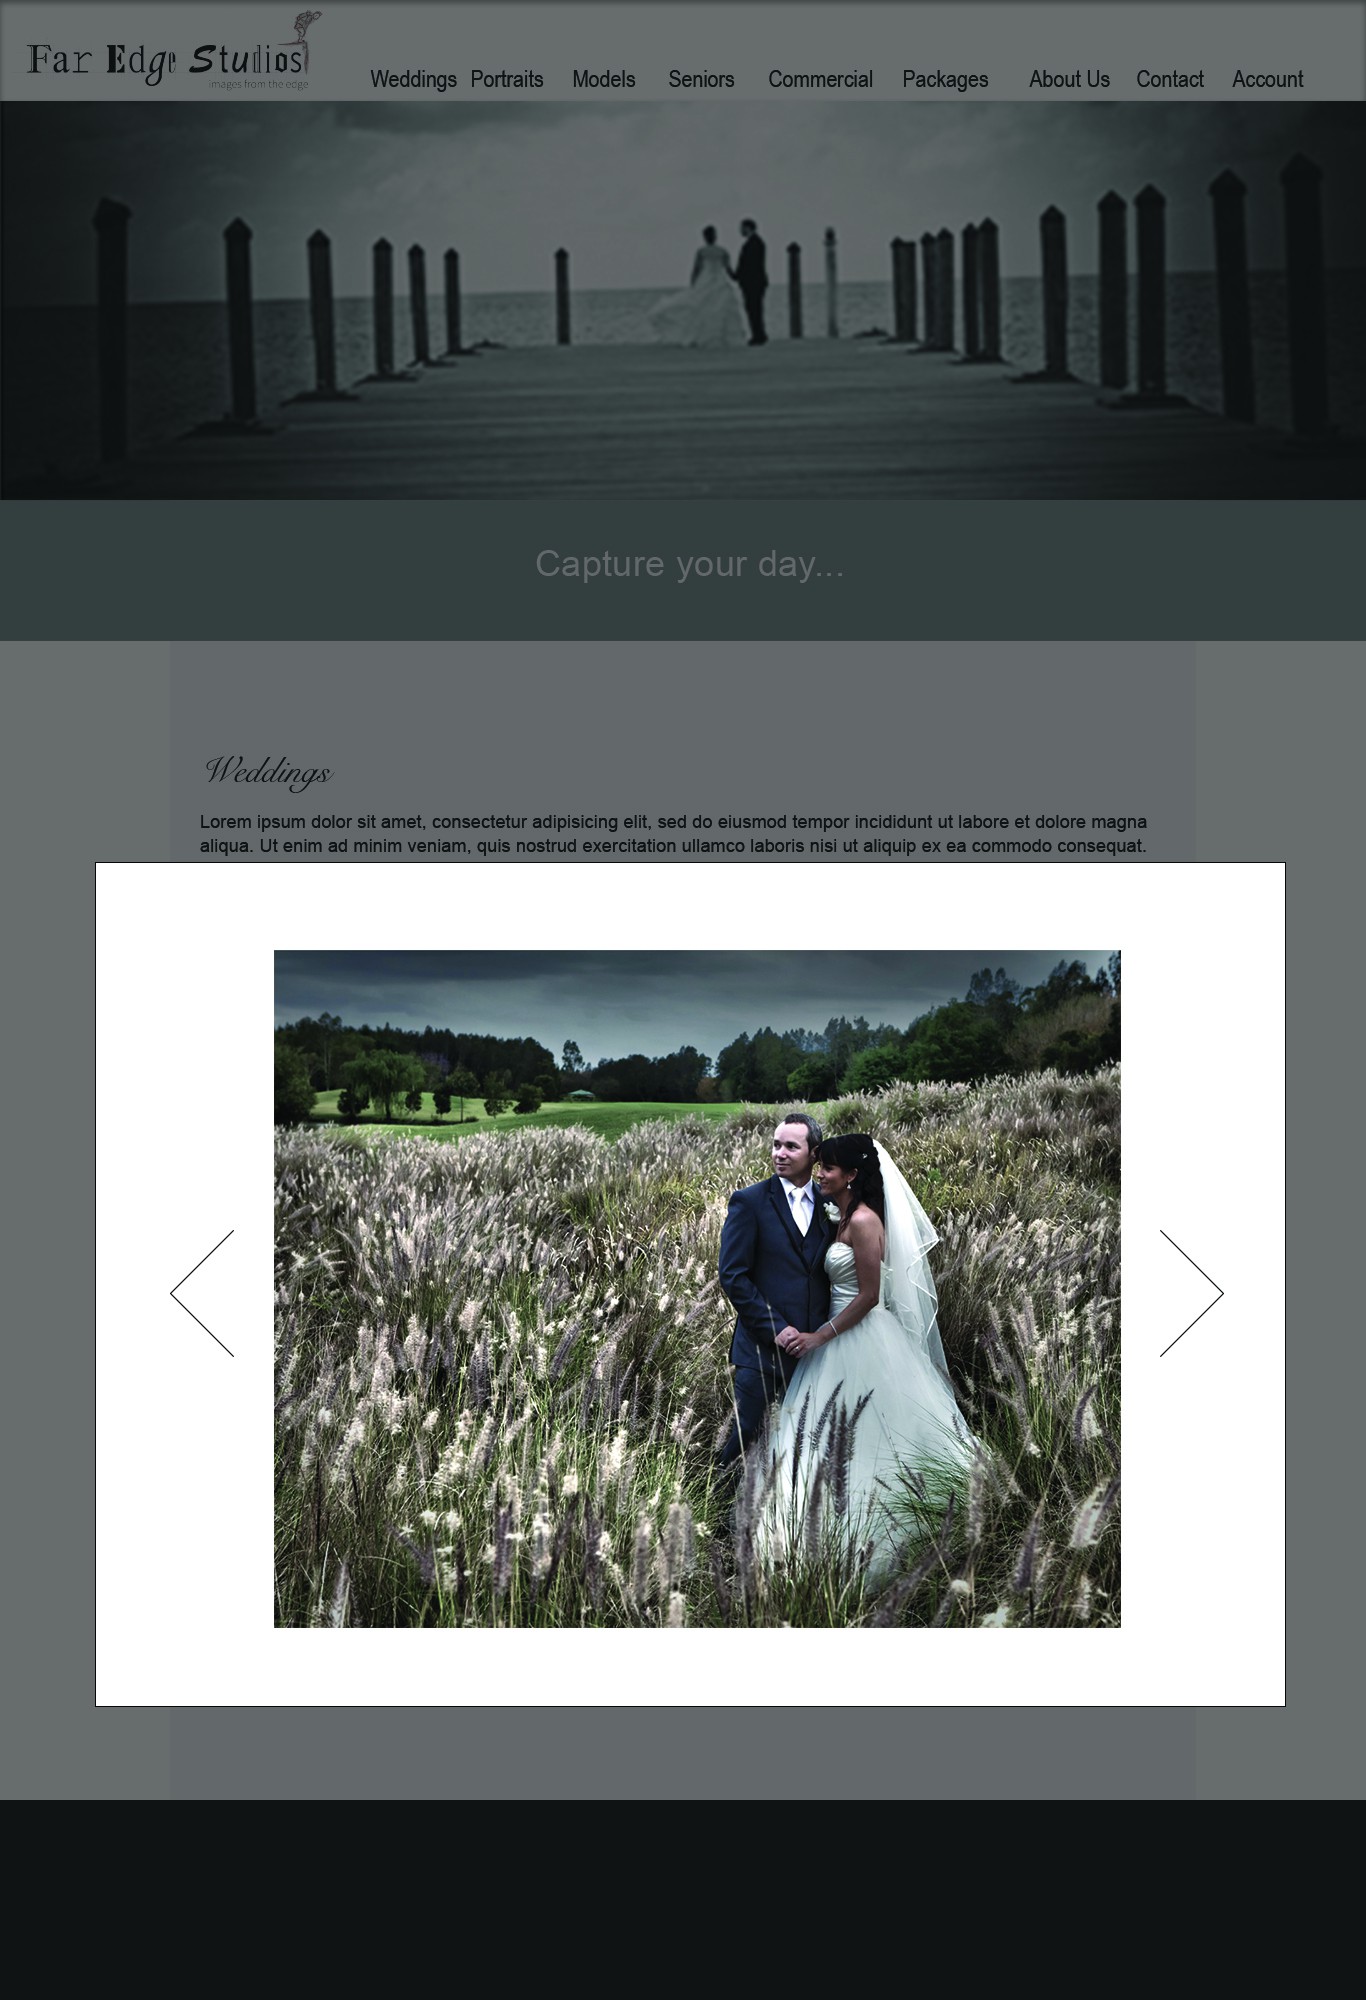 Far Edge Studios
images from the edge
Weddings Portraits Models Seniors Commercial Packages About Us Contact Account
Capture your day...
Weddings
Lorem ipsum dolor sit amet, consectetur adipisicing elit, sed do eiusmod tempor incididunt ut labore et dolore magna
aliqua. Ut enim ad minim veniam, quis nostrud exercitation ullamco laboris nisi ut aliquip ex ea commodo consequat.